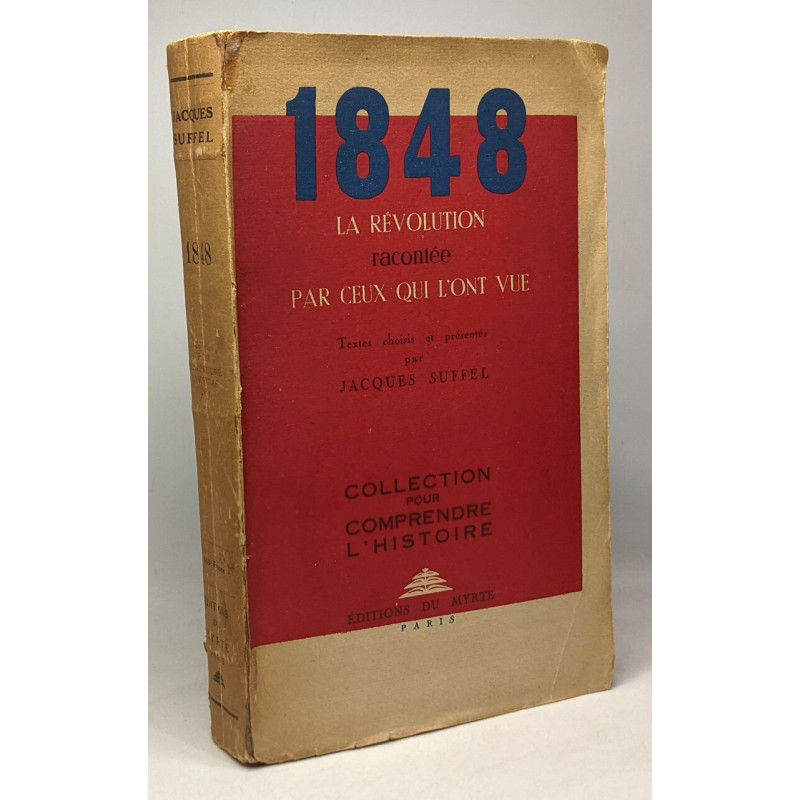 JACQUES
SUFFEL
1848
1848
LA RÉVOLUTION
racontée
PAR CEUX QUI L'ONT VUE
Textes choisis et présentés
par
JACQUES SUFFEL
COLLECTION
POUR
COMPRENDRE
L'HISTOIRE
ÉDITIONS DU MYRTE
PARIS